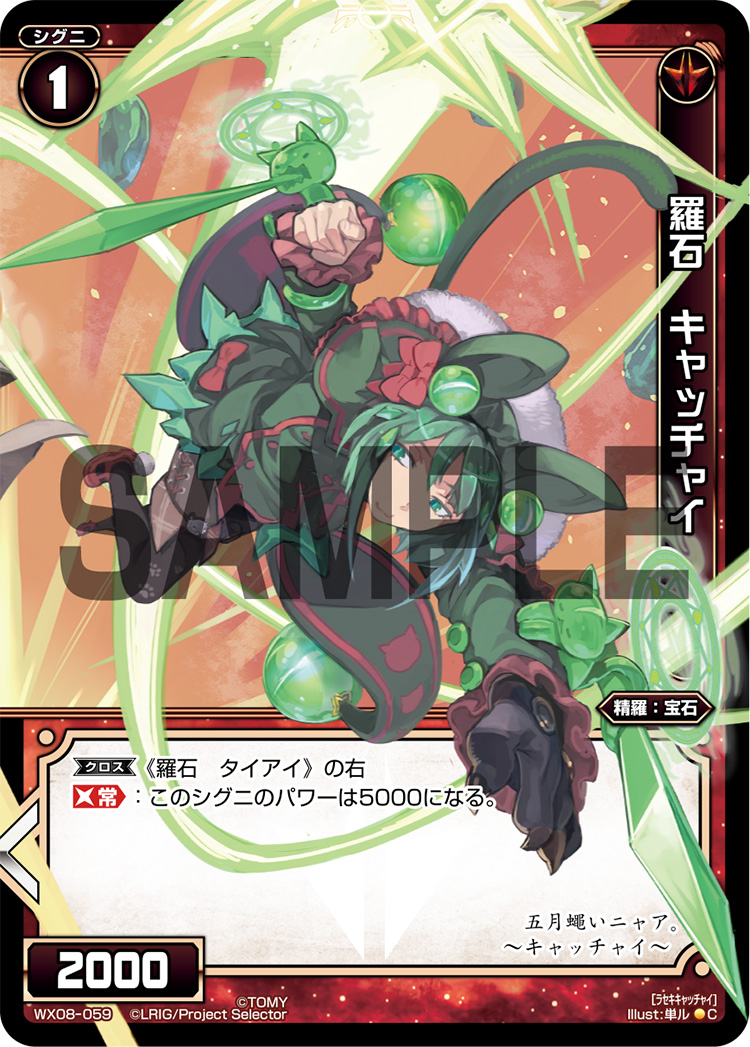 シグニ
1
羅石 キャッチャイ
SAMPLE
精羅：宝石
クロス 《羅石 タイアイ》の右
常：このシグニのパワーは5000になる。
五月蠅いニャア。
～キャッチャイ～
2000
WX08-059 ©LRIG/Project Selector
©TOMY
[ラセキキャッチャイ]
Illust:単ル C